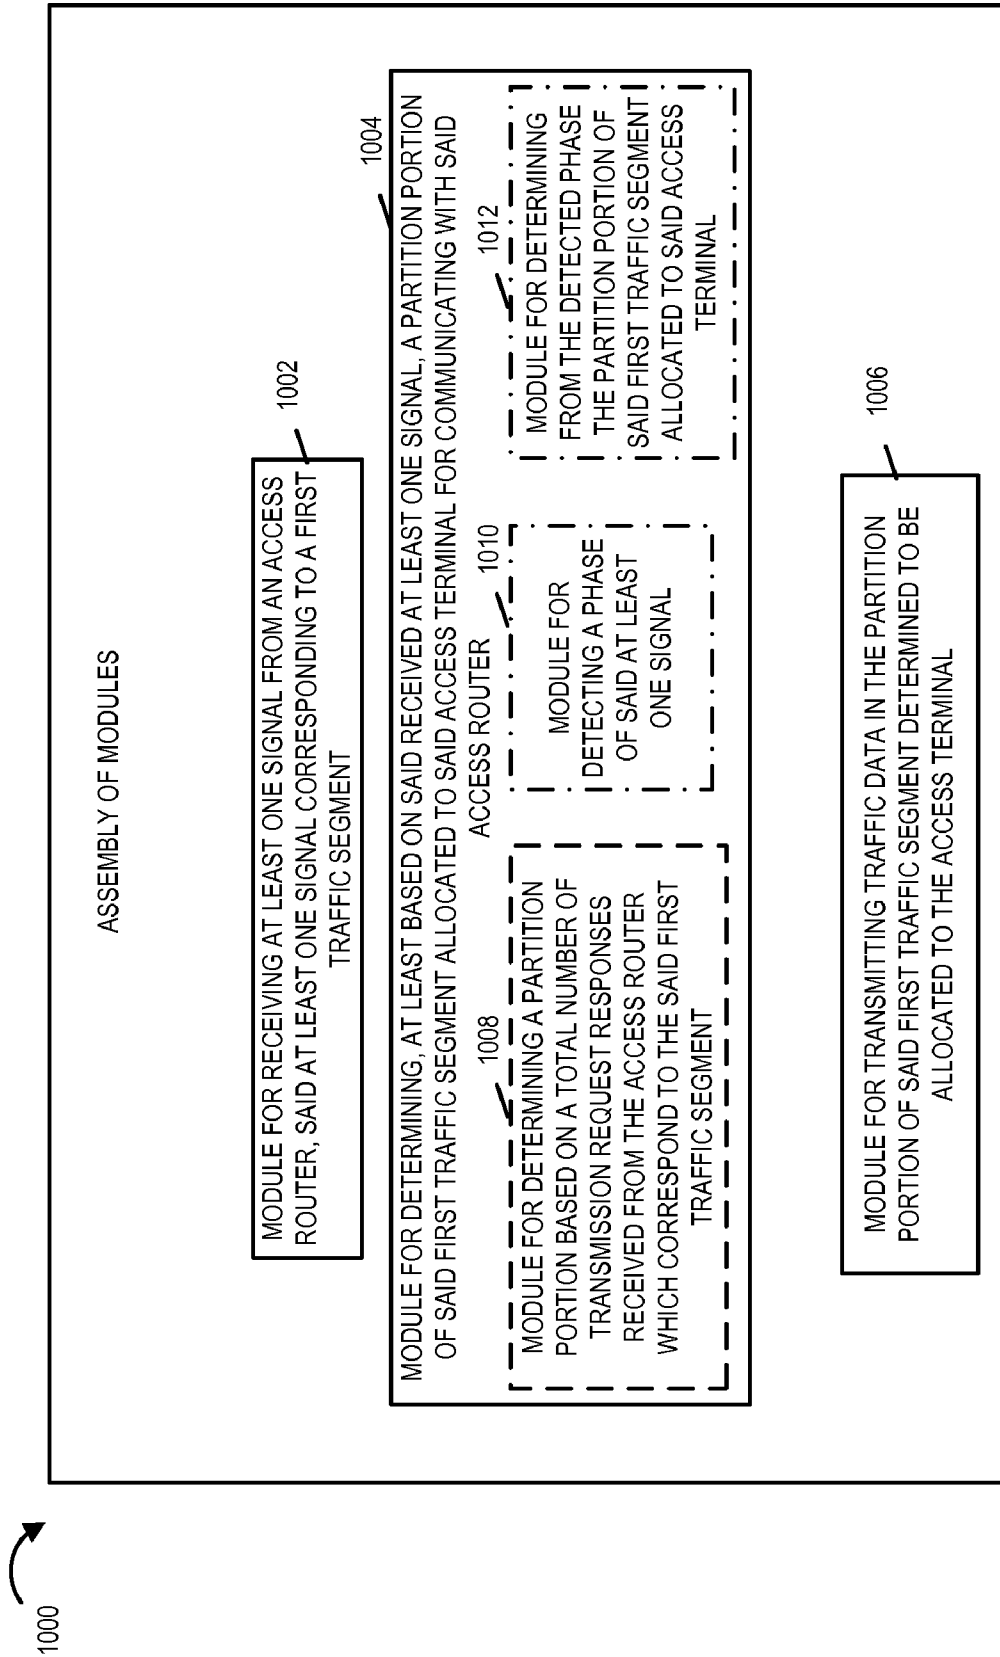 1000
ASSEMBLY OF MODULES
1002
MODULE FOR RECEIVING AT LEAST ONE SIGNAL FROM AN ACCESS
ROUTER, SAID AT LEAST ONE SIGNAL CORRESPONDING TO A FIRST
TRAFFIC SEGMENT
1004
MODULE FOR DETERMINING, AT LEAST BASED ON SAID RECEIVED AT LEAST ONE SIGNAL, A PARTITION PORTION
OF SAID FIRST TRAFFIC SEGMENT ALLOCATED TO SAID ACCESS TERMINAL FOR COMMUNICATING WITH SAID
ACCESS ROUTER
1008
MODULE FOR DETERMINING A PARTITION
PORTION BASED ON A TOTAL NUMBER OF
TRANSMISSION REQUEST RESPONSES
RECEIVED FROM THE ACCESS ROUTER
WHICH CORRESPOND TO THE SAID FIRST
TRAFFIC SEGMENT
1010
MODULE FOR
DETECTING A PHASE
OF SAID AT LEAST
ONE SIGNAL
1012
MODULE FOR DETERMINING
FROM THE DETECTED PHASE
THE PARTITION PORTION OF
SAID FIRST TRAFFIC SEGMENT
ALLOCATED TO SAID ACCESS
TERMINAL
1006
MODULE FOR TRANSMITTING TRAFFIC DATA IN THE PARTITION
PORTION OF SAID FIRST TRAFFIC SEGMENT DETERMINED TO BE
ALLOCATED TO THE ACCESS TERMINAL